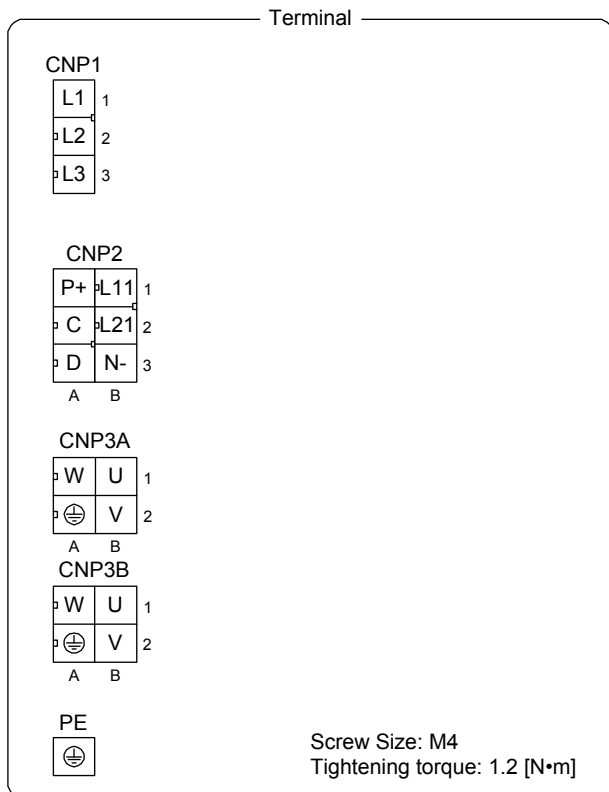 Terminal
CNP1
L1 1
L2 2
L3 3
CNP2
P+ L11 1
C L21 2
D N- 3
A B
CNP3A
W U 1
V 2
A B
CNP3B
W U 1
V 2
A B
PE
Screw Size: M4
Tightening torque: 1.2 [N•m]